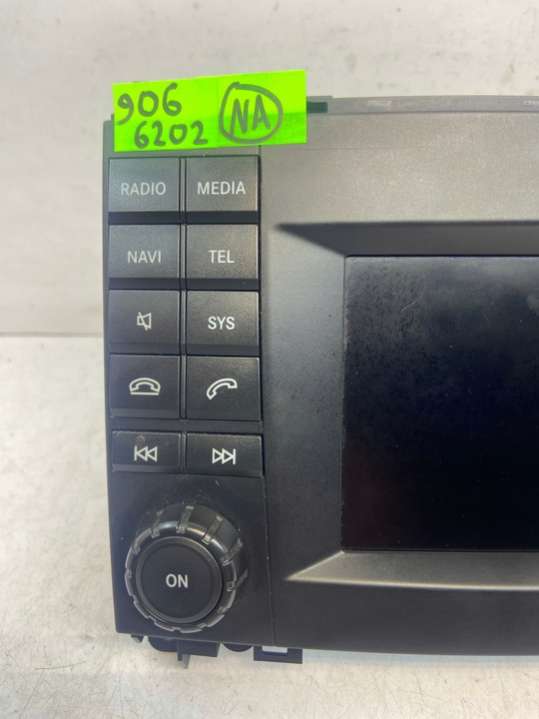 906
6202 NA
RADIO MEDIA
NAVI TEL
SYS
ON